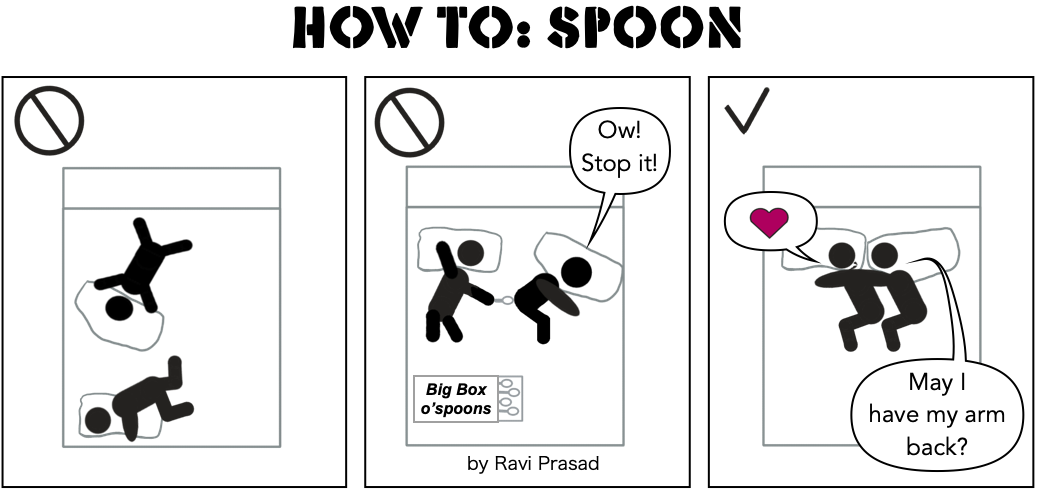 HOW TO: SPOON
Ow!
Stop it!
Big Box
o'spoons
by Ravi Prasad
May I
have my arm
back?